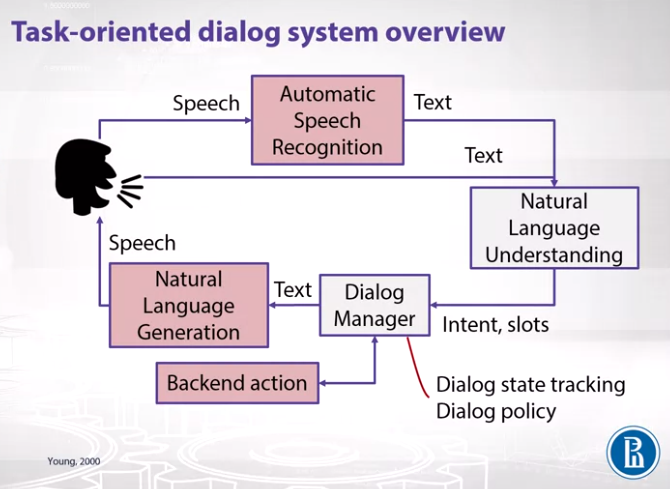 Task-oriented dialog system overview
Speech
Automatic
Speech
Recognition
Text
Text
Natural
Language
Understanding
Speech
Natural
Language
Generation
Text
Dialog
Manager
Intent, slots
Backend action
Dialog state tracking
Dialog policy
Young, 2000